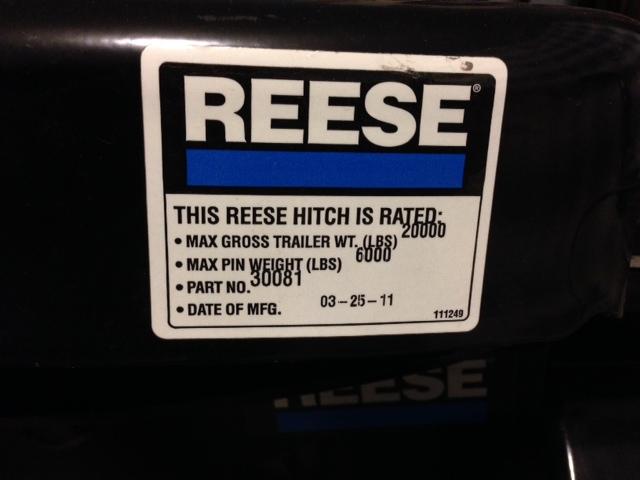 REESE®
THIS REESE HITCH IS RATED:
• MAX GROSS TRAILER WT. (LBS) 20000
• MAX PIN WEIGHT (LBS) 6000
• PART NO. 30081
• DATE OF MFG. 03-25-11
111249
REESE